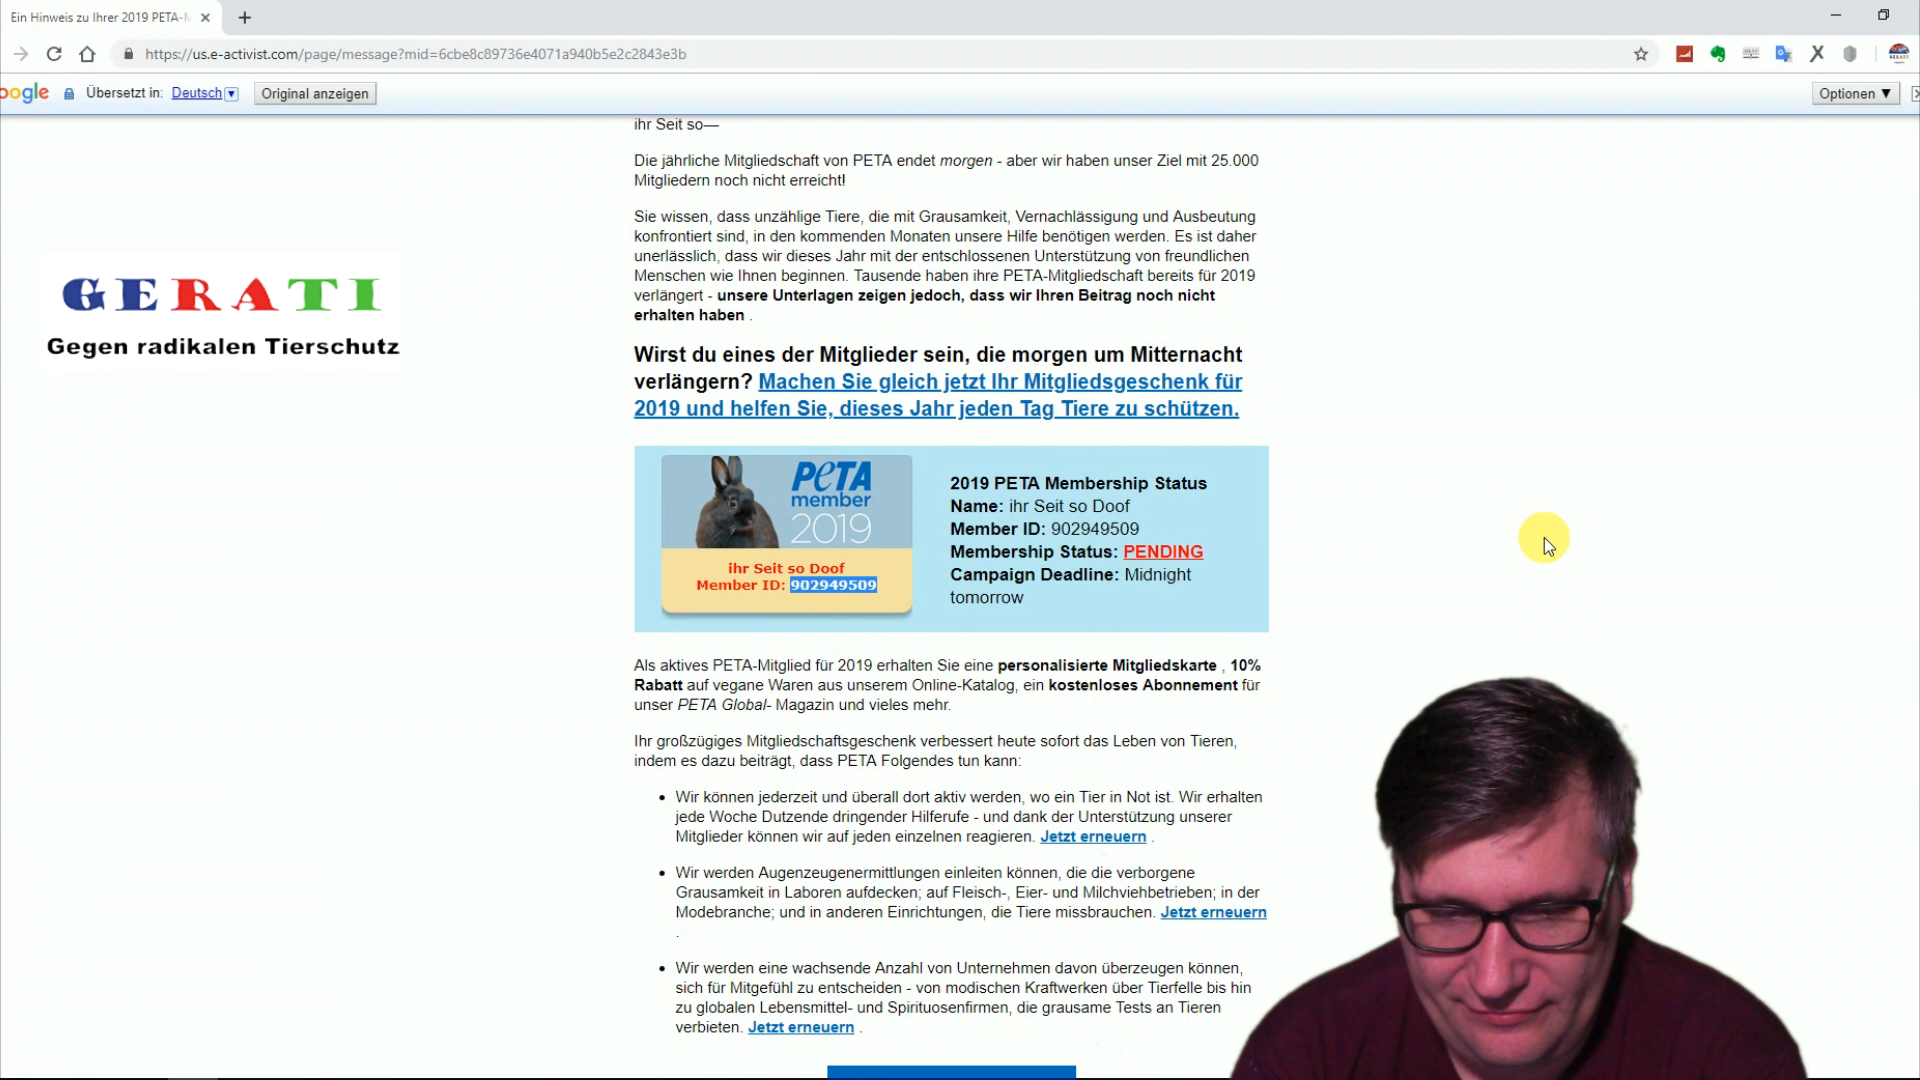 Ein Hinweis zu Ihrer 2019 PETA-M
https://us.e-activist.com/page/message?mid=6cbe8c89736e4071a940b5e2c2843e3b
oogle Übersetzt in: Deutsch Original anzeigen Optionen ▼
ihr Seit so—
Die jährliche Mitgliedschaft von PETA endet morgen - aber wir haben unser Ziel mit 25.000
Mitgliedern noch nicht erreicht!
Sie wissen, dass unzählige Tiere, die mit Grausamkeit, Vernachlässigung und Ausbeutung
konfrontiert sind, in den kommenden Monaten unsere Hilfe benötigen werden. Es ist daher
unerlässlich, dass wir dieses Jahr mit der entschlossenen Unterstützung von freundlichen
Menschen wie Ihnen beginnen. Tausende haben ihre PETA-Mitgliedschaft bereits für 2019
verlängert - unsere Unterlagen zeigen jedoch, dass wir Ihren Beitrag noch nicht
erhalten haben .
GERATI
Gegen radikalen Tierschutz
Wirst du eines der Mitglieder sein, die morgen um Mitternacht
verlängern? Machen Sie gleich jetzt Ihr Mitgliedsgeschenk für
2019 und helfen Sie, dieses Jahr jeden Tag Tiere zu schützen.
PETA
member
2019
ihr Seit so Doof
Member ID: 902949509
2019 PETA Membership Status
Name: ihr Seit so Doof
Member ID: 902949509
Membership Status: PENDING
Campaign Deadline: Midnight
tomorrow
Als aktives PETA-Mitglied für 2019 erhalten Sie eine personalisierte Mitgliedskarte , 10%
Rabatt auf vegane Waren aus unserem Online-Katalog, ein kostenloses Abonnement für
unser PETA Global- Magazin und vieles mehr.
Ihr großzügiges Mitgliedschaftsgeschenk verbessert heute sofort das Leben von Tieren,
indem es dazu beiträgt, dass PETA Folgendes tun kann:
• Wir können jederzeit und überall dort aktiv werden, wo ein Tier in Not ist. Wir erhalten
jede Woche Dutzende dringender Hilferufe - und dank der Unterstützung unserer
Mitglieder können wir auf jeden einzelnen reagieren. Jetzt erneuern .
• Wir werden Augenzeugenermittlungen einleiten können, die die verborgene
Grausamkeit in Laboren aufdecken; auf Fleisch-, Eier- und Milchviehbetrieben; in der
Modebranche; und in anderen Einrichtungen, die Tiere missbrauchen. Jetzt erneuern
.
• Wir werden eine wachsende Anzahl von Unternehmen davon überzeugen können,
sich für Mitgefühl zu entscheiden - von modischen Kraftwerken über Tierfelle bis hin
zu globalen Lebensmittel- und Spirituosenfirmen, die grausame Tests an Tieren
verbieten. Jetzt erneuern .